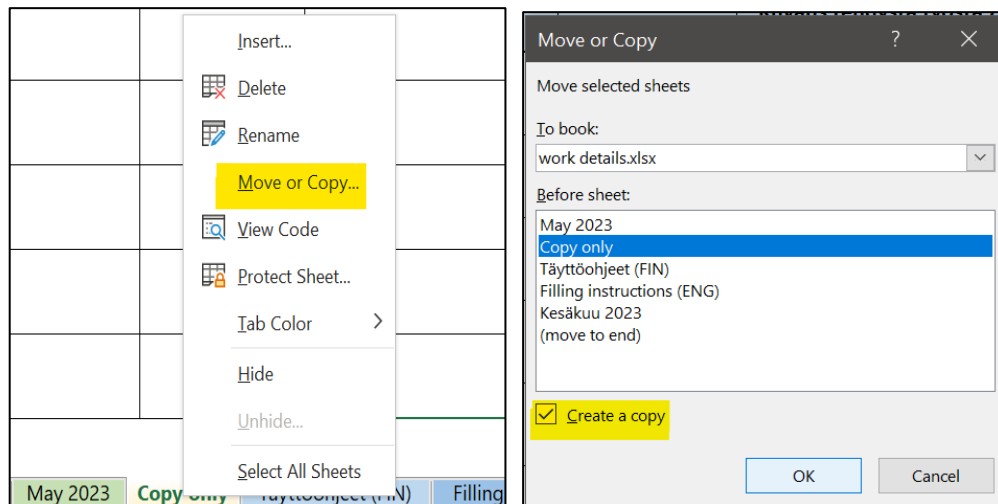 Insert...
Delete
Rename
Move or Copy...
View Code
Protect Sheet...
Tab Color
Hide
Unhide...
Select All Sheets
May 2023 Copy only Täyttöohjeet (FIN) Filling
Move or Copy
Move selected sheets
To book:
work details.xlsx
Before sheet:
May 2023
Copy only
Täyttöohjeet (FIN)
Filling instructions (ENG)
Kesäkuu 2023
(move to end)
Create a copy
OK Cancel